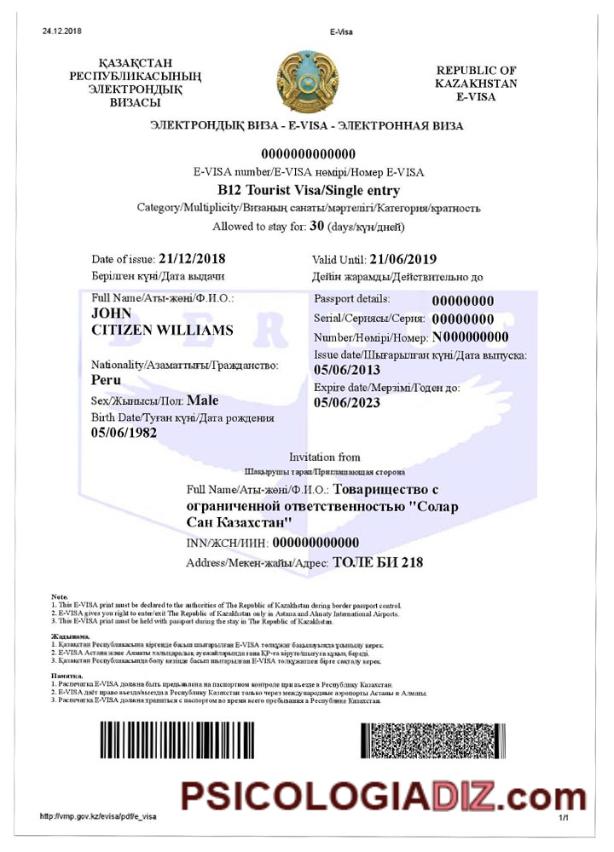 24.12.2018
E-Visa
ҚАЗАҚСТАН
РЕСПУБЛИКАСЫНЫҢ
ЭЛЕКТРОНДЫҚ
ВИЗАСЫ
REPUBLIC OF
KAZAKHSTAN
E-VISA
ЭЛЕКТРОНДЫҚ ВИЗА - E-VISA - ЭЛЕКТРОННАЯ ВИЗА
0000000000000
E-VISA number/E-VISA нөмірі/Номер E-VISA
B12 Tourist Visa/Single entry
Category/Multiplicity/Визаның санаты/мәртелігі/Категория/кратность
Allowed to stay for: 30 (days/күн/дней)
Date of issue: 21/12/2018
Берілген күні/Дата выдачи
Valid Until: 21/06/2019
Дейін жарамды/Действительно до
Full Name/Аты-жөні/Ф.И.О.:
JOHN
CITIZEN WILLIAMS
Nationality/Азаматтығы/Гражданство:
Peru
Sex/Жынысы/Пол: Male
Birth Date/Туған күні/Дата рождения
05/06/1982
Passport details: 00000000
Serial/Сериясы/Серия: 00000000
Number/Нөмірі/Номер: N000000000
Issue date/Шығарылған күні/Дата выпуска:
05/06/2013
Expire date/Мерзімі/Годен до:
05/06/2023
Invitation from
Шақырушы тарап/Приглашающая сторона
Full Name/Аты-жөні/Ф.И.О.: Товарищество с
ограниченной ответственностью "Солар
Сан Казахстан"
INN/ЖСН/ИИН: 000000000000
Address/Мекен-жайы/Адрес: ТОЛЕ БИ 218
Note.
1. This E-VISA print must be declared to the authorities of The Republic of Kazakhstan during border passport control.
2. E-VISA gives you right to enter/exit The Republic of Kazakhstan only in Astana and Almaty International Airports.
3. This E-VISA print must be held with passport during the stay in The Republic of Kazakhstan.
Жадынама.
1. Қазақстан Республикасына кіргенде басып шығарылған E-VISA төлқұжат бақылауында ұсынылу керек.
2. E-VISA Астана және Алматы халықаралық әуежайларында ғана ҚР-ға кіруге/шығуға құқық береді.
3. Қазақстан Республикасында болу кезінде басып шығарылған E-VISA төлқұжатпен бірге сақталу керек.
Памятка.
1. Распечатка E-VISA должна быть предъявлена на паспортном контроле при въезде в Республику Казахстан.
2. E-VISA даёт право въезда/выезда в Республику Казахстан только через международные аэропорты Астаны и Алматы.
3. Распечатка E-VISA должна храниться с паспортом во время всего пребывания в Республике Казахстан.
PSICOLOGIADIZ.com
http://vmp.gov.kz/evisa/pdf/e_visa
1/1